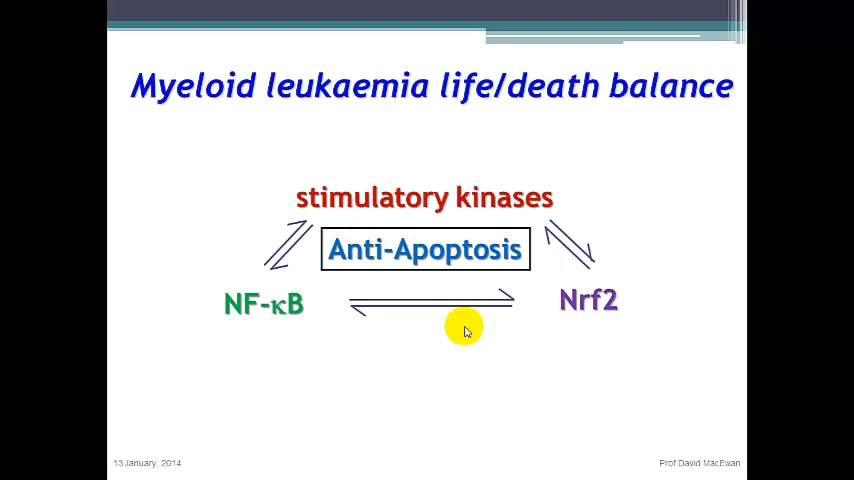 Myeloid leukaemia life/death balance
stimulatory kinases
Anti-Apoptosis
NF-κB
Nrf2
13 January, 2014
Prof David MacEwan